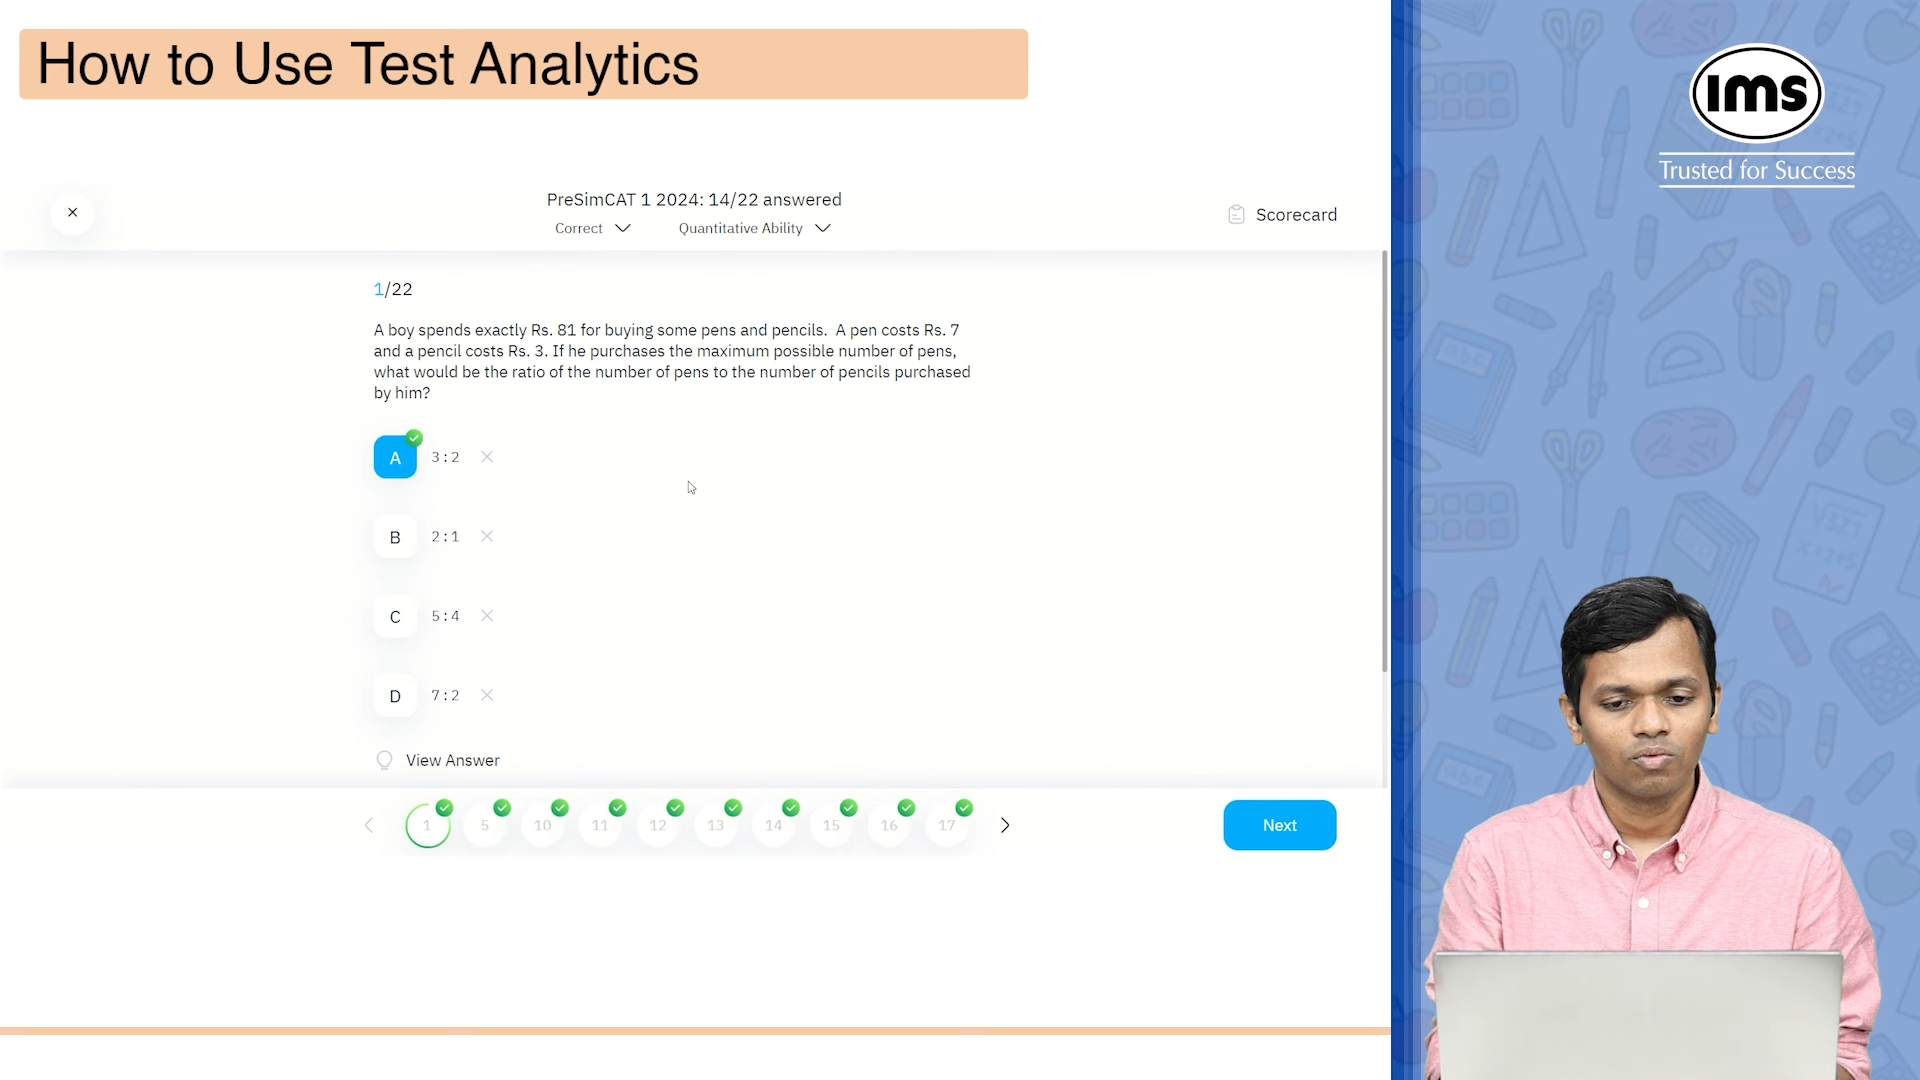 How to Use Test Analytics
ims
Trusted for Success
PreSimCAT 1 2024: 14/22 answered
Correct
Quantitative Ability
Scorecard
1/22
A boy spends exactly Rs. 81 for buying some pens and pencils.  A pen costs Rs. 7
and a pencil costs Rs. 3. If he purchases the maximum possible number of pens,
what would be the ratio of the number of pens to the number of pencils purchased
by him?
A 3 : 2
B 2 : 1
C 5 : 4
D 7 : 2
View Answer
1 5 10 11 12 13 14 15 16 17
Next